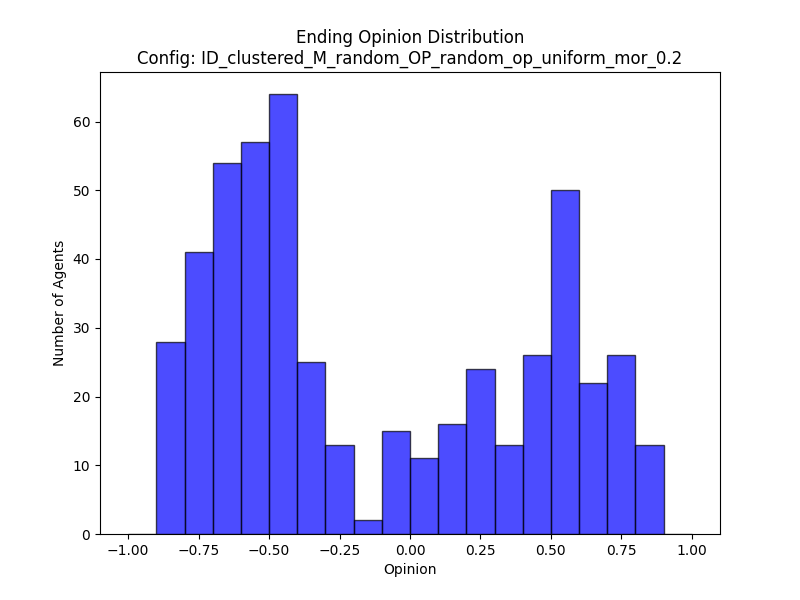 Ending Opinion Distribution
Config: ID_clustered_M_random_OP_random_op_uniform_mor_0.2
Number of Agents
60
50
40
30
20
10
0
−1.00 −0.75 −0.50 −0.25 0.00 0.25 0.50 0.75 1.00
Opinion